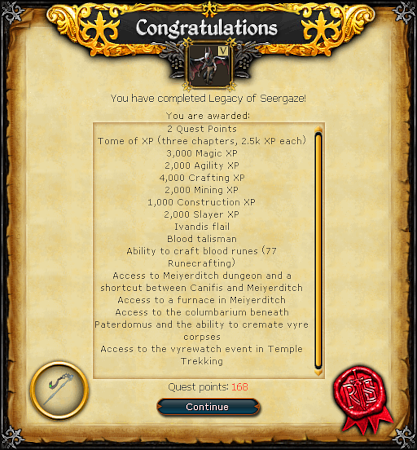 Congratulations
V
You have completed Legacy of Seergaze!
You are awarded:
2 Quest Points
Tome of XP (three chapters, 2.5k XP each)
3,000 Magic XP
2,000 Agility XP
4,000 Crafting XP
2,000 Mining XP
1,000 Construction XP
2,000 Slayer XP
Ivandis flail
Blood talisman
Ability to craft blood runes (77
Runecrafting)
Access to Meiyerditch dungeon and a
shortcut between Canifis and Meiyerditch
Access to a furnace in Meiyerditch
Access to the columbarium beneath
Paterdomus and the ability to cremate vyre
corpses
Access to the vyrewatch event in Temple
Trekking
Quest points: 168
Continue
RS